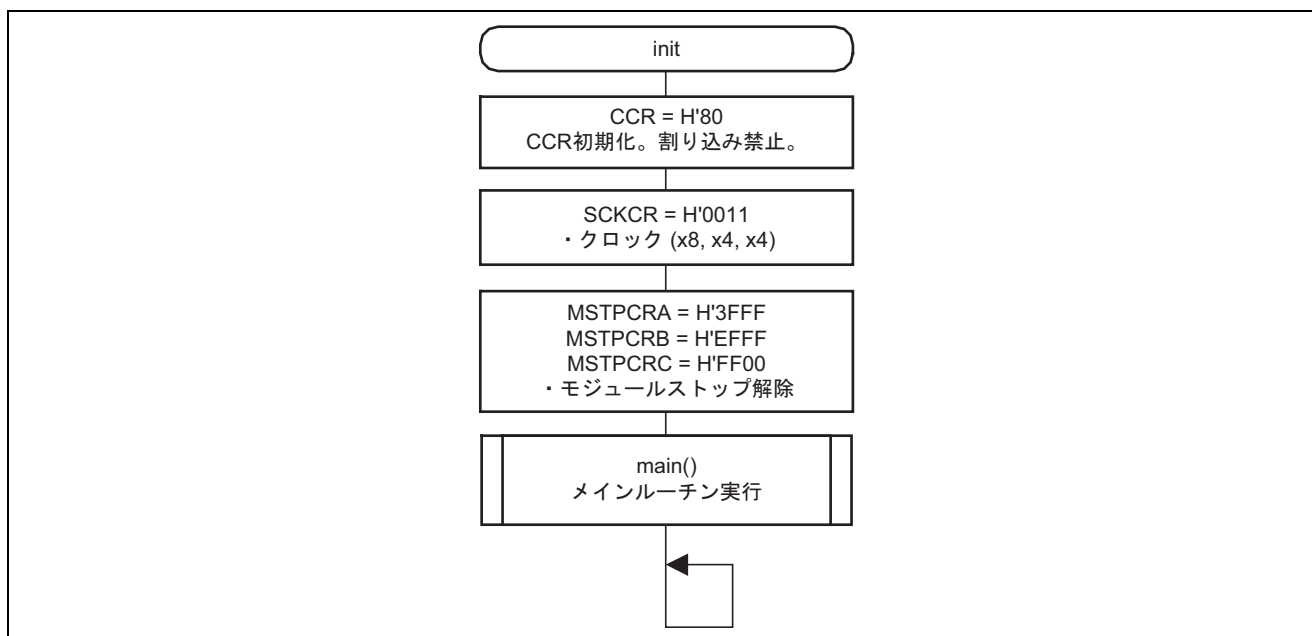 init
CCR = H'80
CCR初期化。割り込み禁止。
SCKCR = H'0011
・クロック (x8, x4, x4)
MSTPCRA = H'3FFF
MSTPCRB = H'EFFF
MSTPCRC = H'FF00
・モジュールストップ解除
main()
メインルーチン実行